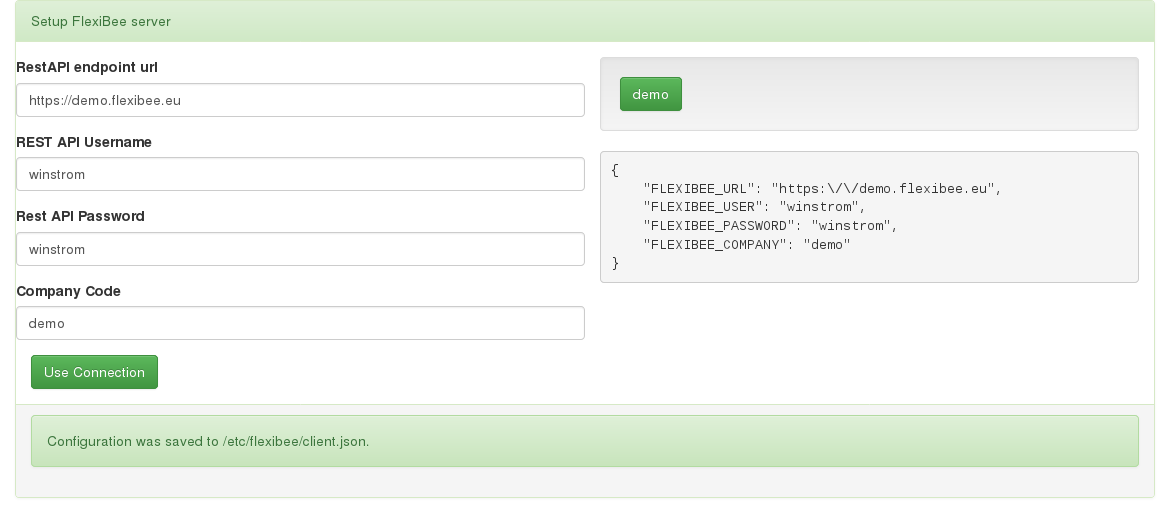 Setup FlexiBee server
RestAPI endpoint url
https://demo.flexibee.eu
REST API Username
winstrom
Rest API Password
winstrom
Company Code
demo
Use Connection
demo
{
    "FLEXIBEE_URL": "https:\/\/demo.flexibee.eu",
    "FLEXIBEE_USER": "winstrom",
    "FLEXIBEE_PASSWORD": "winstrom",
    "FLEXIBEE_COMPANY": "demo"
}
Configuration was saved to /etc/flexibee/client.json.